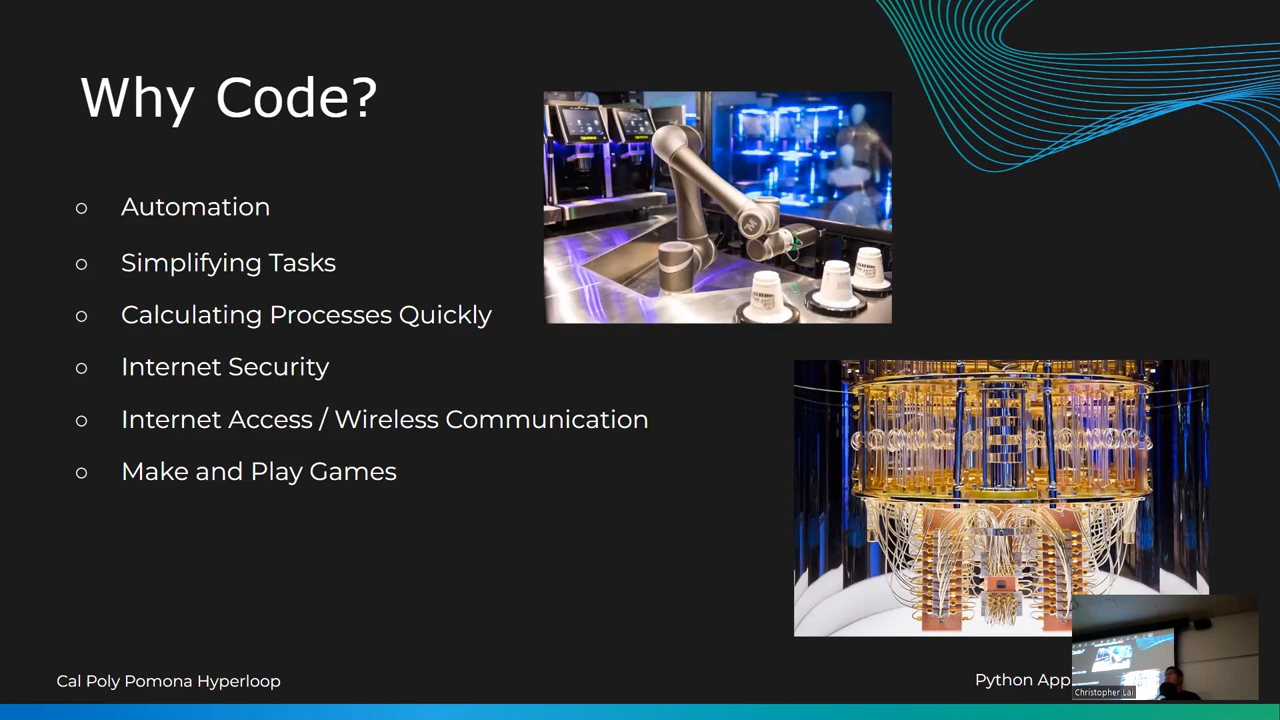 Why Code?
Automation
Simplifying Tasks
Calculating Processes Quickly
Internet Security
Internet Access / Wireless Communication
Make and Play Games
Cal Poly Pomona Hyperloop
Python App
Christopher Lai